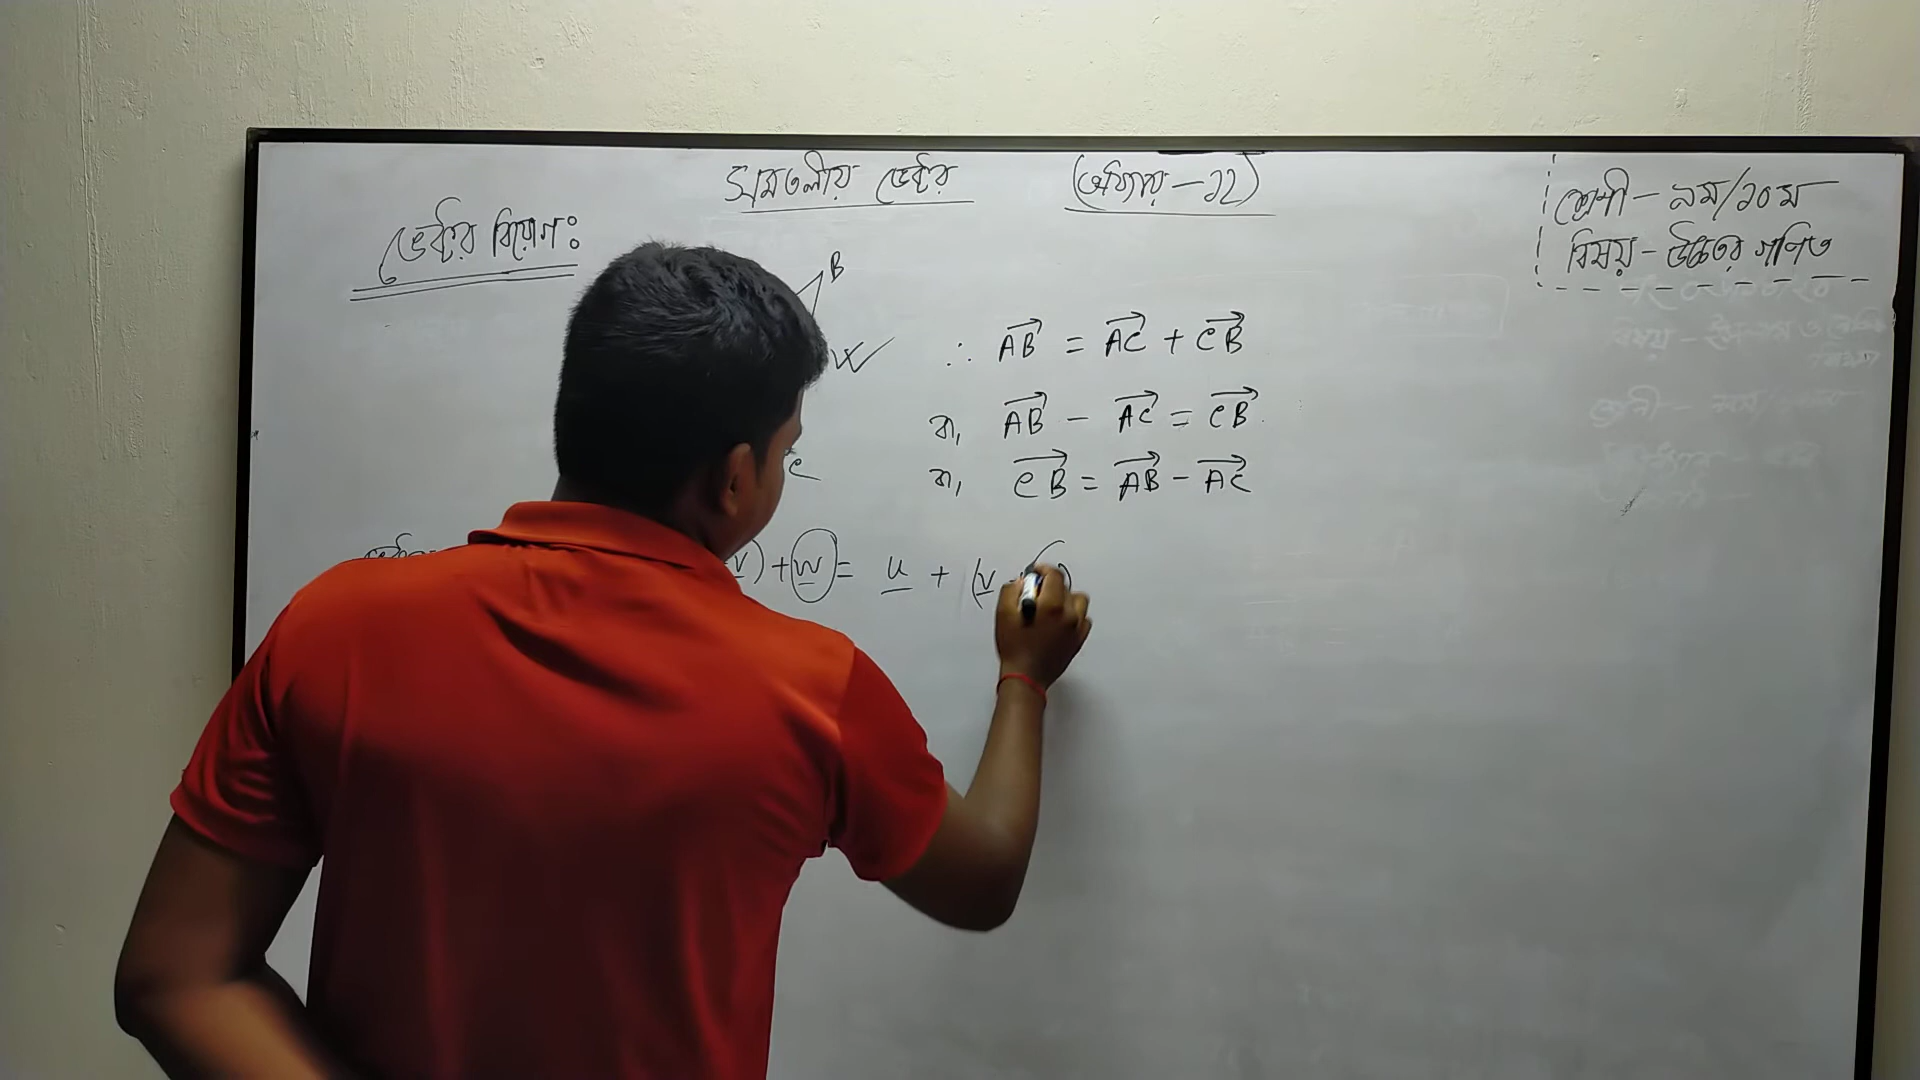 সমতলীয় ভেক্টর (অধ্যায় - ১২)
শ্রেণী - ৯ম/১০ম
বিষয় - উচ্চতর গণিত
ভেক্টর বিয়োগঃ
B
W
C
∴ AB→ = AC→ + CB→
বা, AB→ - AC→ = CB→
বা, CB→ = AB→ - AC→
v) + w = u + (v